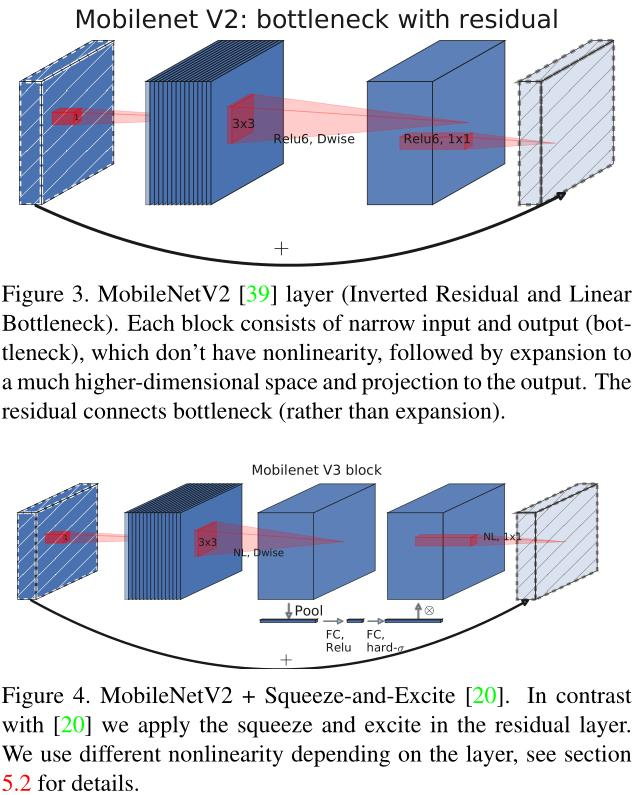 Mobilenet V2: bottleneck with residual
1
3x3
Relu6, Dwise
Relu6, 1x1
+
Figure 3. MobileNetV2 [39] layer (Inverted Residual and Linear
Bottleneck). Each block consists of narrow input and output (bot-
tleneck), which don't have nonlinearity, followed by expansion to
a much higher-dimensional space and projection to the output. The
residual connects bottleneck (rather than expansion).
Mobilenet V3 block
1
3x3
NL, Dwise
NL, 1x1
Pool
⊗
FC,
Relu
FC,
hard-σ
+
Figure 4. MobileNetV2 + Squeeze-and-Excite [20]. In contrast
with [20] we apply the squeeze and excite in the residual layer.
We use different nonlinearity depending on the layer, see section
5.2 for details.